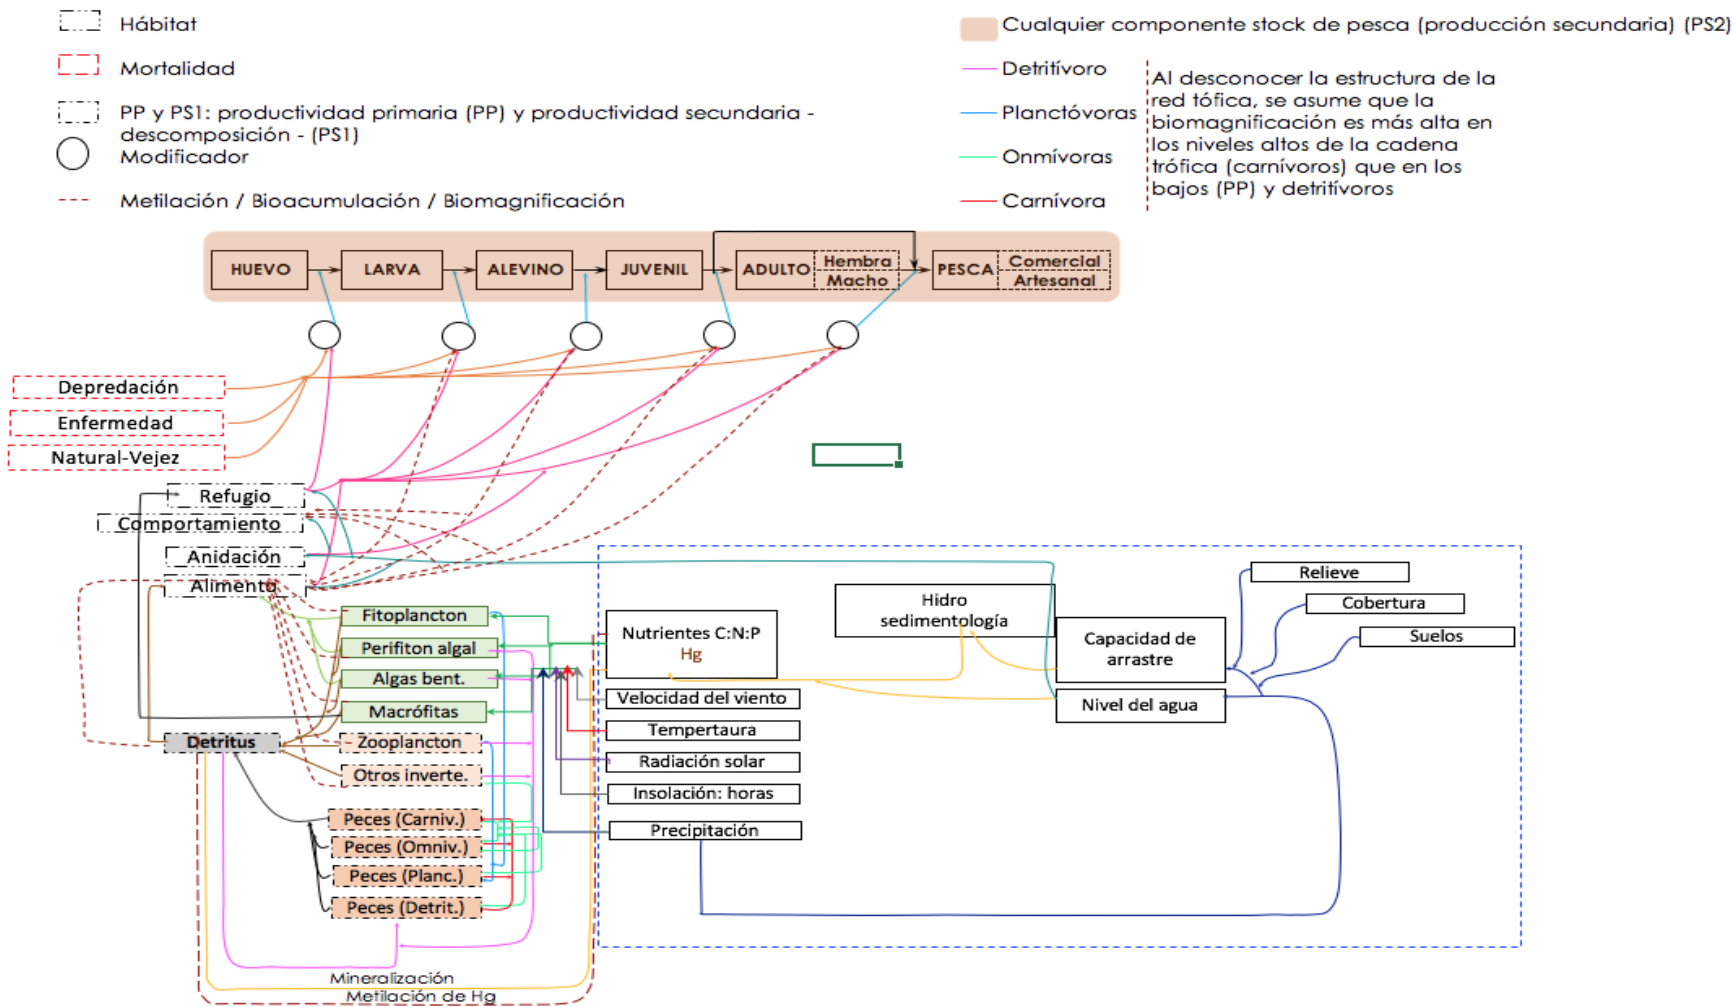 Hábitat
Mortalidad
PP y PS1: productividad primaria (PP) y productividad secundaria -
descomposición - (PS1)
Modificador
Metilación / Bioacumulación / Biomagnificación
Cualquier componente stock de pesca (producción secundaria) (PS2)
Detritívoro
Planctóvoras
Onmívoras
Carnívora
Al desconocer la estructura de la
red tófica, se asume que la
biomagnificación es más alta en
los niveles altos de la cadena
trófica (carnívoros) que en los
bajos (PP) y detritívoros
HUEVO
LARVA
ALEVINO
JUVENIL
ADULTO
Hembra
Macho
PESCA
Comercial
Artesanal
Depredación
Enfermedad
Natural-Vejez
Refugio
Comportamiento
Anidación
Alimento
Fitoplancton
Perifiton algal
Algas bent.
Macrófitas
Detritus
Zooplancton
Otros inverte.
Peces (Carniv.)
Peces (Omniv.)
Peces (Planc.)
Peces (Detrit.)
Mineralización
Metilación de Hg
Nutrientes C:N:P
Hg
Velocidad del viento
Tempertaura
Radiación solar
Insolación: horas
Precipitación
Hidro
sedimentología
Capacidad de
arrastre
Nivel del agua
Relieve
Cobertura
Suelos